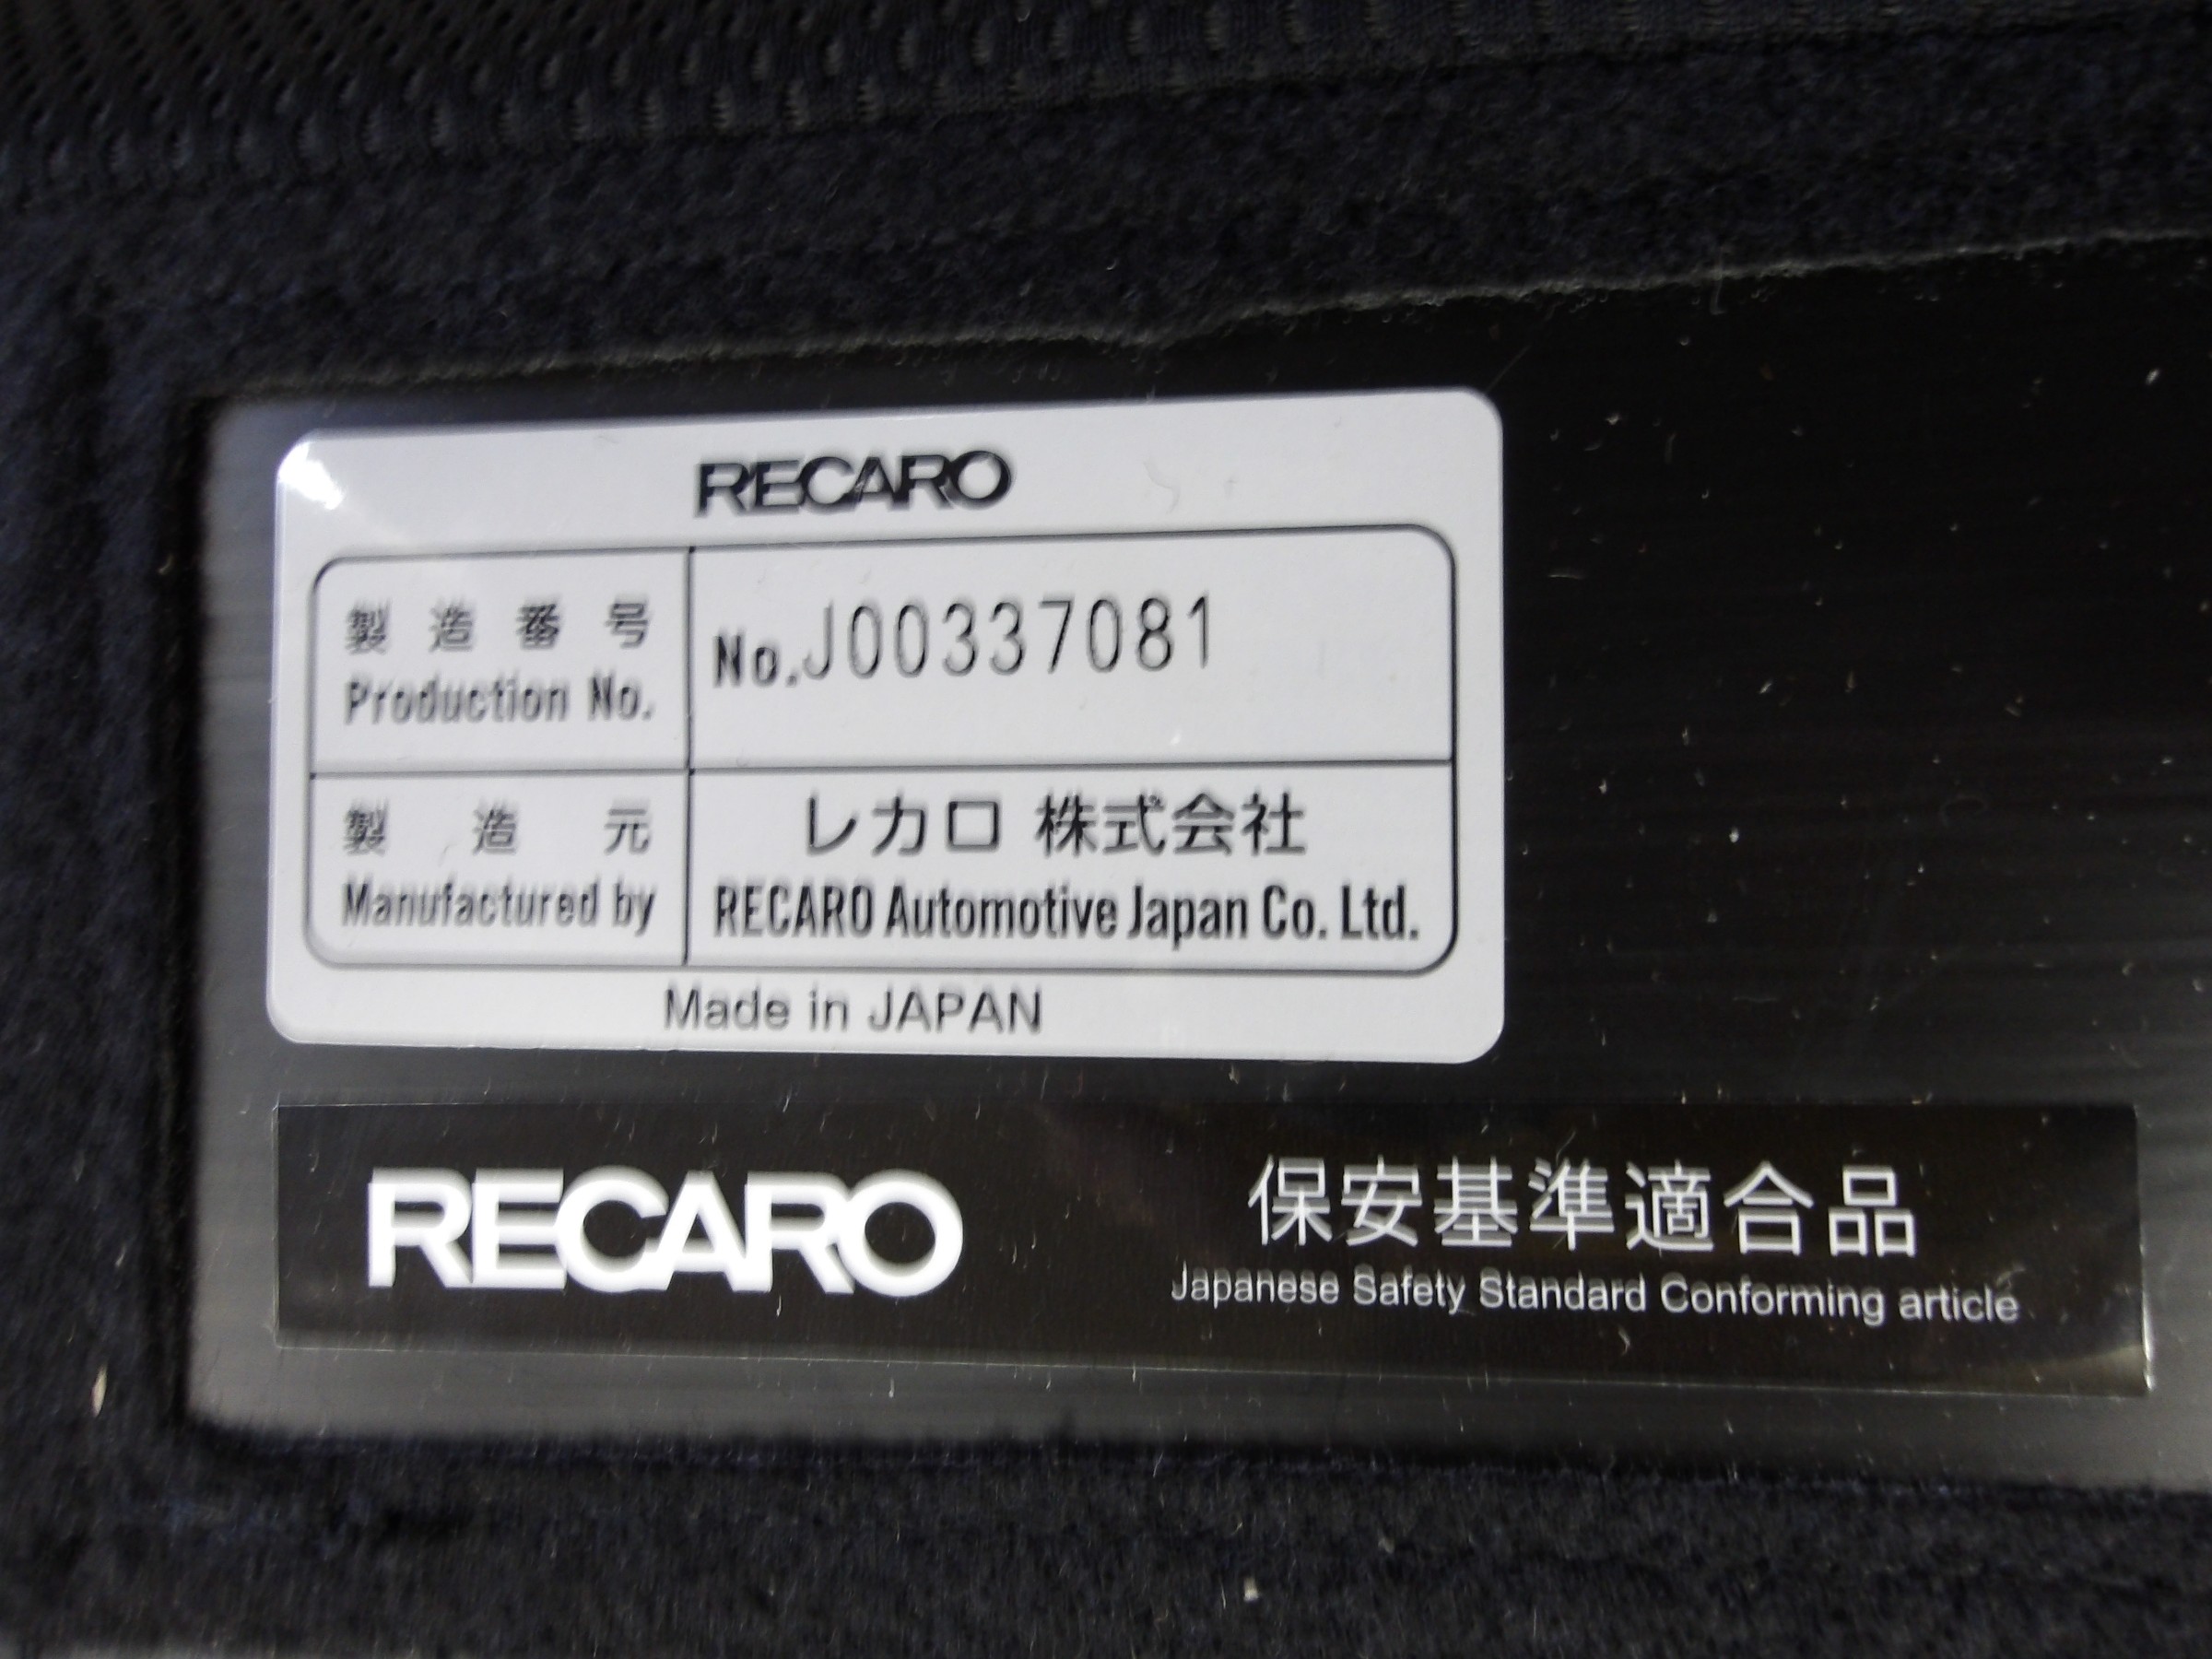 RECARO
製造番号
Production No.
No.J00337081
製造元
Manufactured by
レカロ 株式会社
RECARO Automotive Japan Co. Ltd.
Made in JAPAN
RECARO
保安基準適合品
Japanese Safety Standard Conforming article